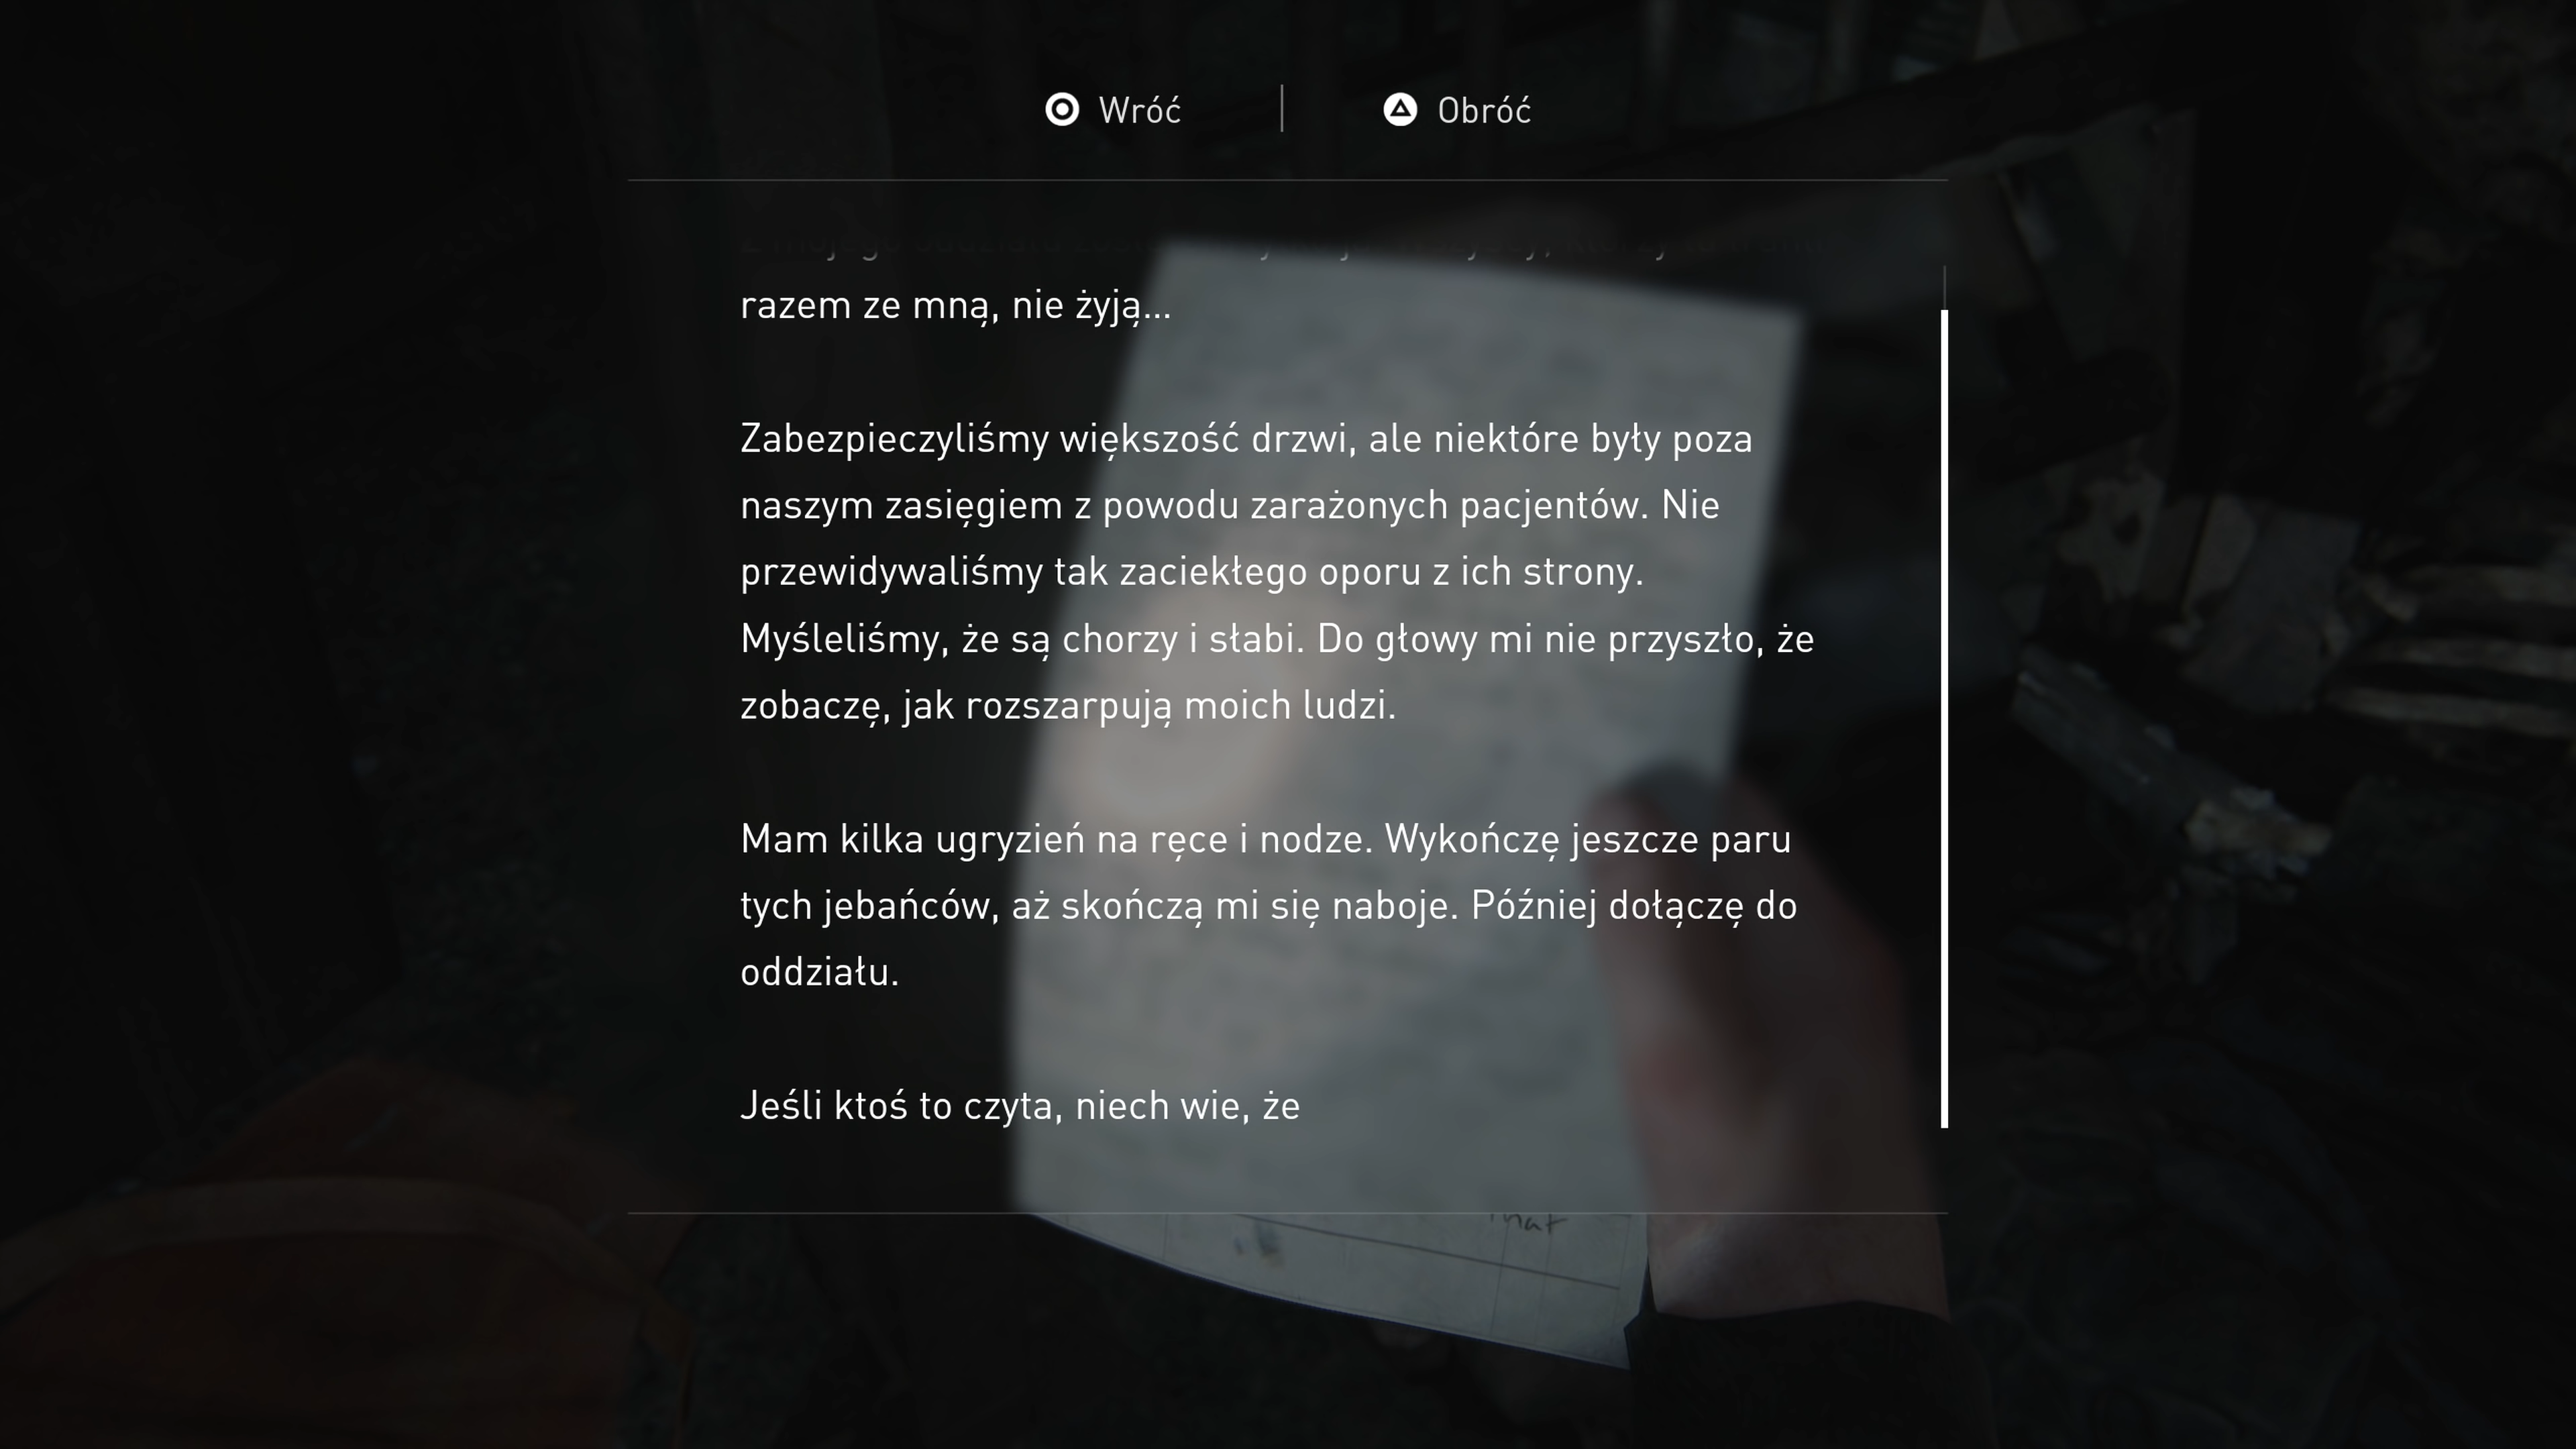 Wróć
Obróć
razem ze mną, nie żyją...
Zabezpieczyliśmy większość drzwi, ale niektóre były poza
naszym zasięgiem z powodu zarażonych pacjentów. Nie
przewidywaliśmy tak zaciekłego oporu z ich strony.
Myśleliśmy, że są chorzy i słabi. Do głowy mi nie przyszło, że
zobaczę, jak rozszarpują moich ludzi.
Mam kilka ugryzień na ręce i nodze. Wykończę jeszcze paru
tych jebańców, aż skończą mi się naboje. Później dołączę do
oddziału.
Jeśli ktoś to czyta, niech wie, że
that